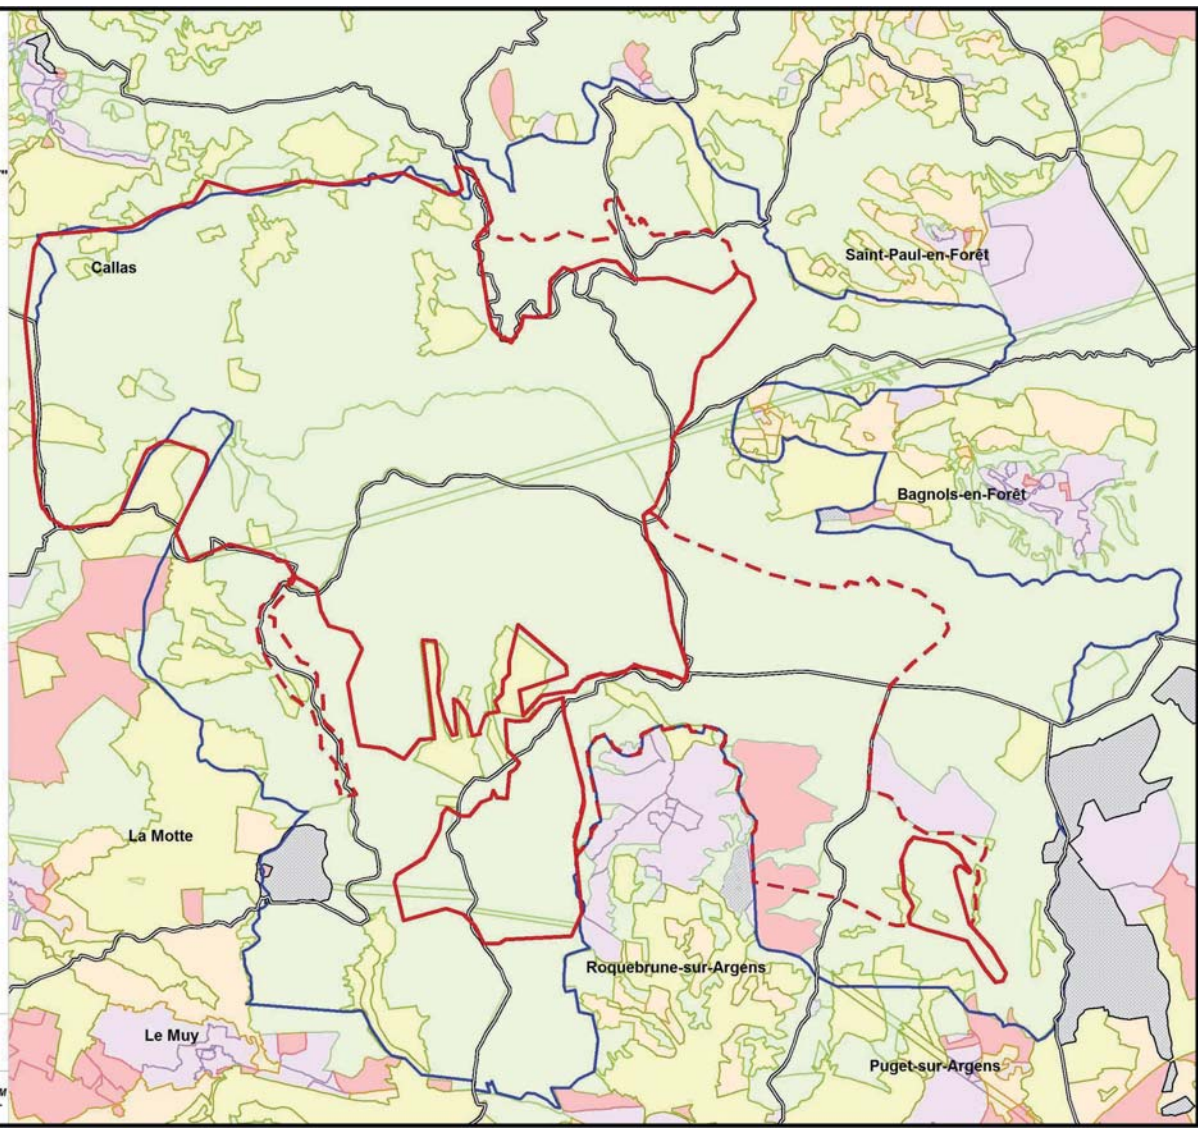 Callas
Saint-Paul-en-Forêt
Bagnols-en-Forêt
La Motte
Roquebrune-sur-Argens
Le Muy
Puget-sur-Argens